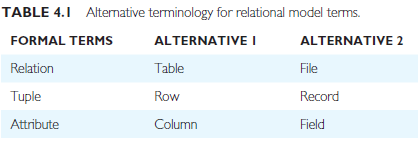 TABLE 4.1 Alternative terminology for relational model terms.
FORMAL TERMS ALTERNATIVE 1 ALTERNATIVE 2
Relation Table File
Tuple Row Record
Attribute Column Field